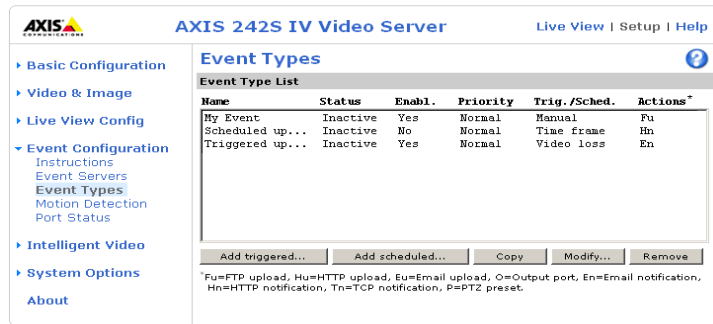 AXIS
COMMUNICATIONS
AXIS 242S IV Video Server
Live View | Setup | Help
Basic Configuration
Video & Image
Live View Config
Event Configuration
Instructions
Event Servers
Event Types
Motion Detection
Port Status
Intelligent Video
System Options
About
Event Types
?
Event Type List
Name Status Enabl. Priority Trig./Sched. Actions*
My Event Inactive Yes Normal Manual Fu
Scheduled up... Inactive No Normal Time frame Hn
Triggered up... Inactive Yes Normal Video loss En
Add triggered... Add scheduled... Copy Modify... Remove
*Fu=FTP upload, Hu=HTTP upload, Eu=Email upload, O=Output port, En=Email notification,
Hn=HTTP notification, Tn=TCP notification, P=PTZ preset.